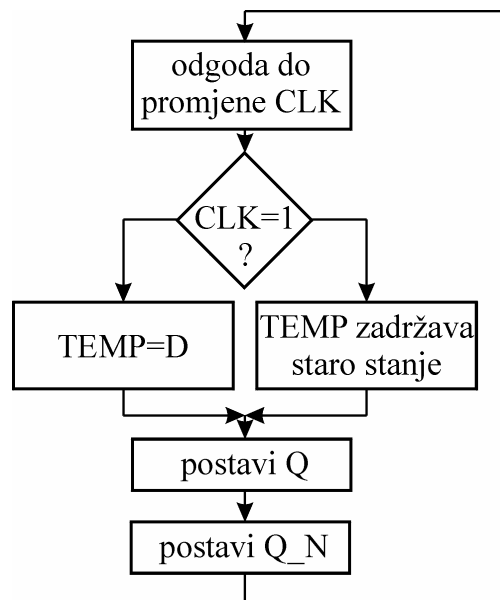 odgoda do
promjene CLK
CLK=1
?
TEMP=D
TEMP zadržava
staro stanje
postavi Q
postavi Q_N